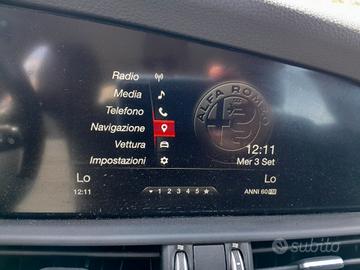 Radio
Media
Telefono
Navigazione
Vettura
Impostazioni
ALFA ROMEO
12:11
Mer 3 Set
Lo
Lo
12:11
1 2 3 4 5
ANNI 60
subito